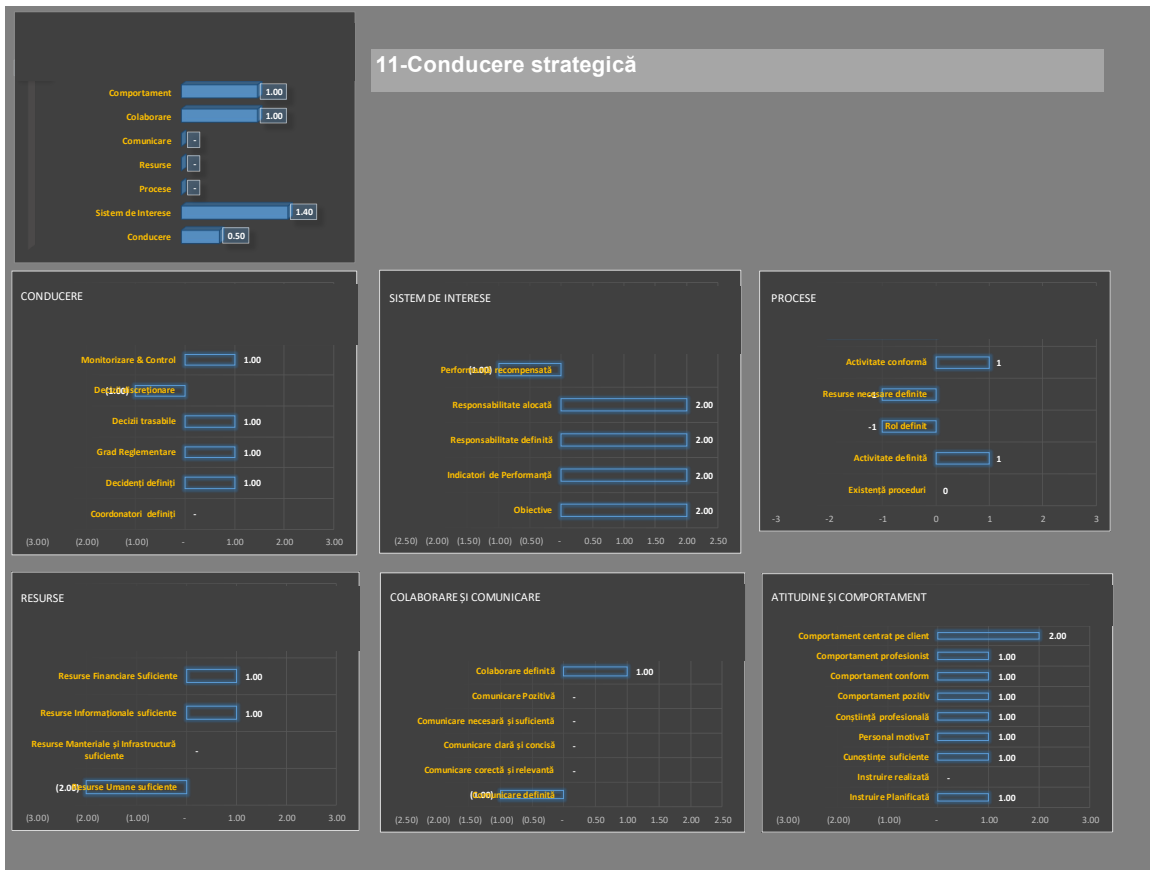 11-Conducere strategică
Comportament 1.00
Colaborare 1.00
Comunicare -
Resurse -
Procese -
Sistem de Interese 1.40
Conducere 0.50
CONDUCERE
Monitorizare & Control 1.00
(1.00) discreționare
Decizii trasabile 1.00
Grad Reglementare 1.00
Decidenți definiți 1.00
Coordonatori definiți -
(3.00) (2.00) (1.00) - 1.00 2.00 3.00
SISTEM DE INTERESE
(1.00) recompensată
Responsabilitate alocată 2.00
Responsabilitate definită 2.00
Indicatori de Performanță 2.00
Obiective 2.00
(2.50) (2.00) (1.50) (1.00) (0.50) - 0.50 1.00 1.50 2.00 2.50
PROCESE
Activitate conformă 1
Resurse necesare definite -1
-1 Rol definit
Activitate definită 1
Existență proceduri 0
-3 -2 -1 0 1 2 3
RESURSE
Resurse Financiare Suficiente 1.00
Resurse Informaționale suficiente 1.00
Resurse Manteriale și Infrastructură
suficiente -
(2.00) Resurse Umane suficiente
(3.00) (2.00) (1.00) - 1.00 2.00 3.00
COLABORARE ȘI COMUNICARE
Colaborare definită 1.00
Comunicare Pozitivă -
Comunicare necesară și suficientă -
Comunicare clară și concisă -
Comunicare corectă și relevantă -
(1.00) Comunicare definită
(2.50) (2.00) (1.50) (1.00) (0.50) - 0.50 1.00 1.50 2.00 2.50
ATITUDINE ȘI COMPORTAMENT
Comportament centrat pe client 2.00
Comportament profesionist 1.00
Comportament conform 1.00
Comportament pozitiv 1.00
Conștiință profesională 1.00
Personal motivaT 1.00
Cunoștințe suficiente 1.00
Instruire realizată -
Instruire Planificată 1.00
(3.00) (2.00) (1.00) - 1.00 2.00 3.00